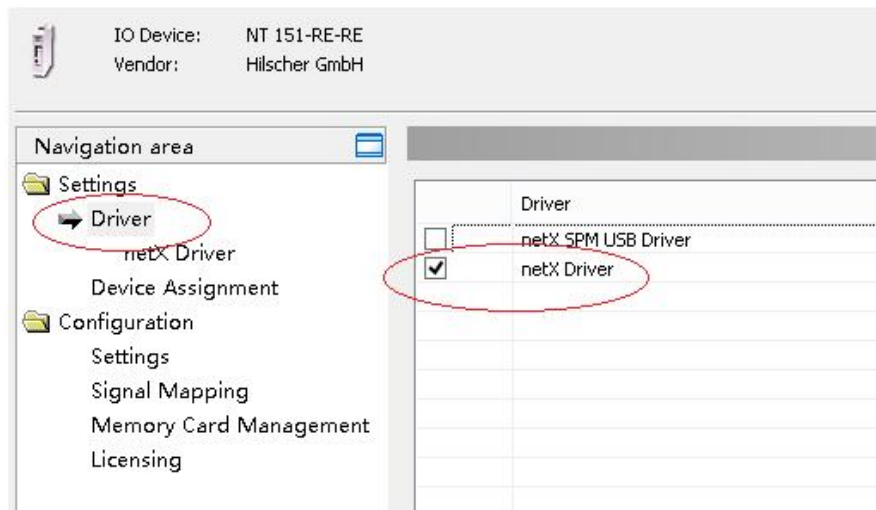 IO Device: NT 151-RE-RE
Vendor: Hilscher GmbH
Navigation area
Settings
Driver
netX Driver
Device Assignment
Configuration
Settings
Signal Mapping
Memory Card Management
Licensing
Driver
netX SPM USB Driver
netX Driver